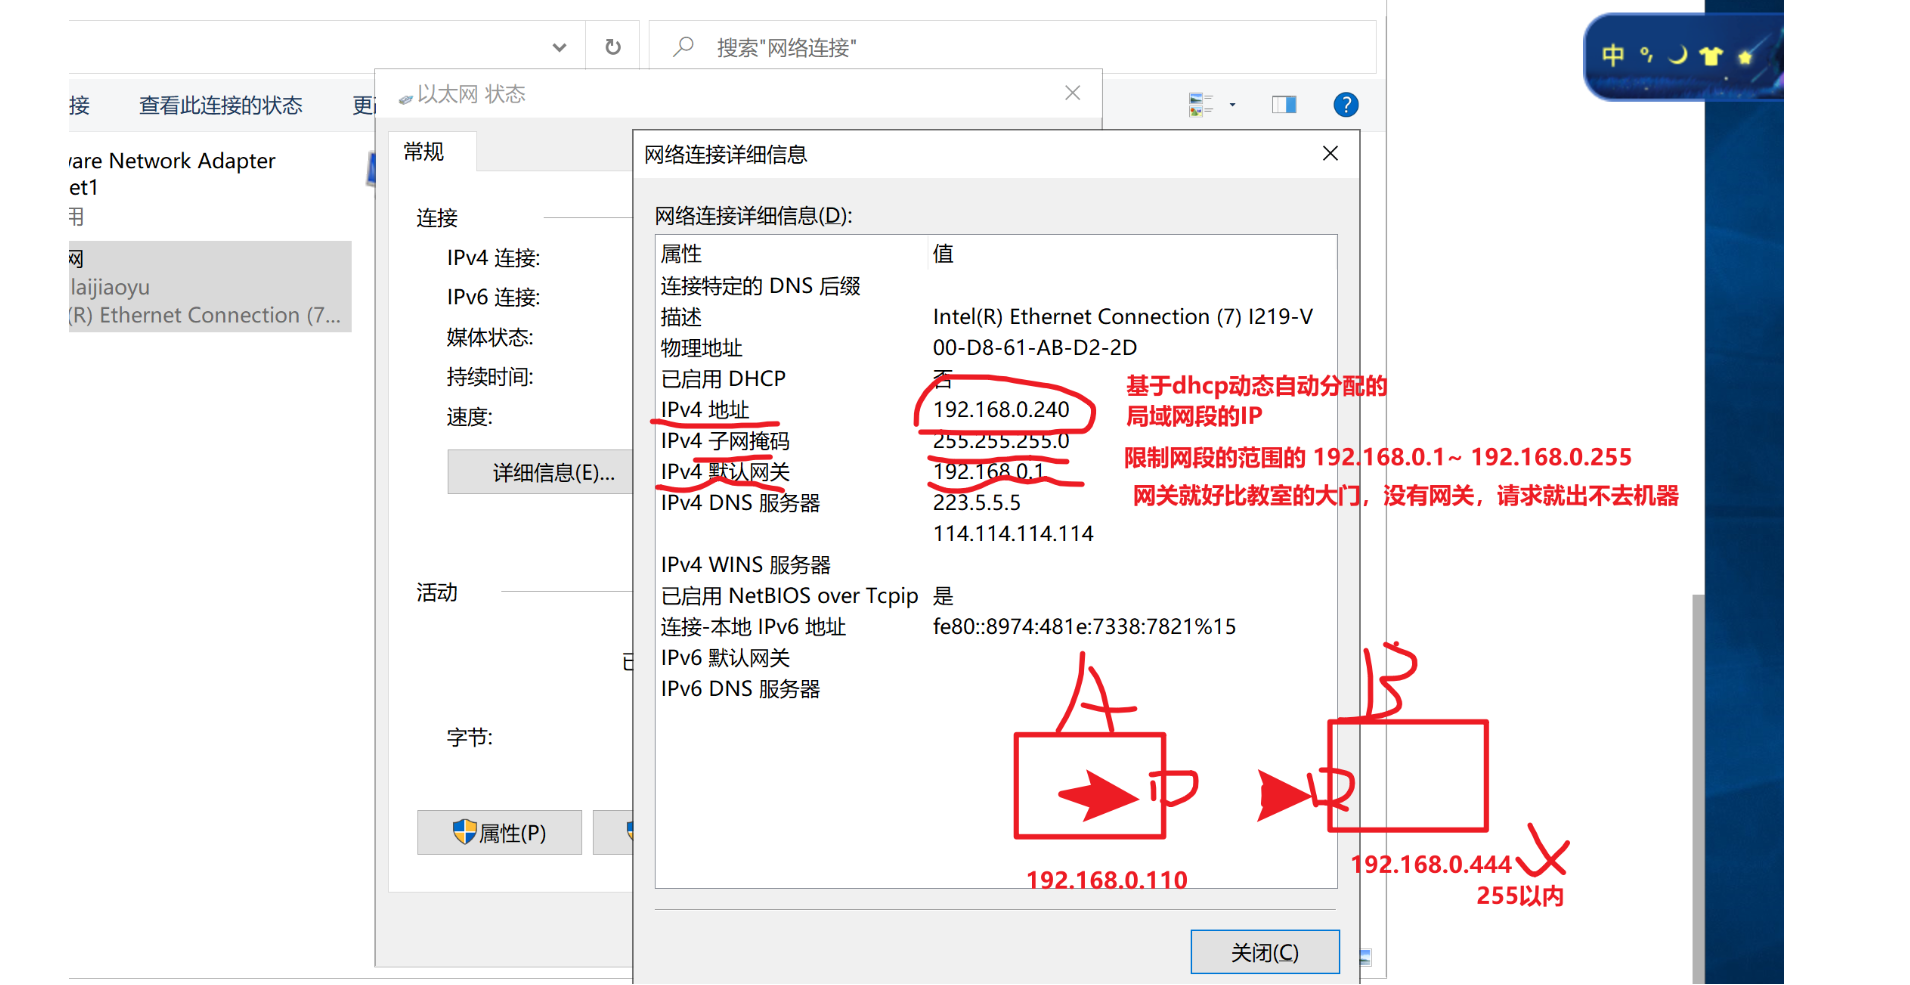 搜索"网络连接"
中
接 查看此连接的状态
以太网 状态
常规
are Network Adapter
et1
用
网
laijiaoyu
(R) Ethernet Connection (7...
连接
IPv4 连接:
IPv6 连接:
媒体状态:
持续时间:
速度:
详细信息(E)...
活动
字节:
属性(P)
网络连接详细信息
网络连接详细信息(D):
属性 值
连接特定的 DNS 后缀
描述 Intel(R) Ethernet Connection (7) I219-V
物理地址 00-D8-61-AB-D2-2D
已启用 DHCP 否
IPv4 地址 192.168.0.240
IPv4 子网掩码 255.255.255.0
IPv4 默认网关 192.168.0.1
IPv4 DNS 服务器 223.5.5.5
114.114.114.114
IPv4 WINS 服务器
已启用 NetBIOS over Tcpip 是
连接-本地 IPv6 地址 fe80::8974:481e:7338:7821%15
IPv6 默认网关
IPv6 DNS 服务器
基于dhcp动态自动分配的
局域网段的IP
限制网段的范围的 192.168.0.1~ 192.168.0.255
网关就好比教室的大门，没有网关，请求就出不去机器
A
B
192.168.0.110
192.168.0.444
255以内
关闭(C)